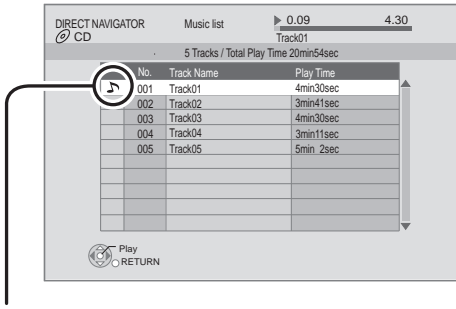 DIRECT NAVIGATOR Music list 0.09 4.30
CD Track01
5 Tracks / Total Play Time 20min54sec
No. Track Name Play Time
001 Track01 4min30sec
002 Track02 3min41sec
003 Track03 4min30sec
004 Track04 3min11sec
005 Track05 5min 2sec
Play
RETURN